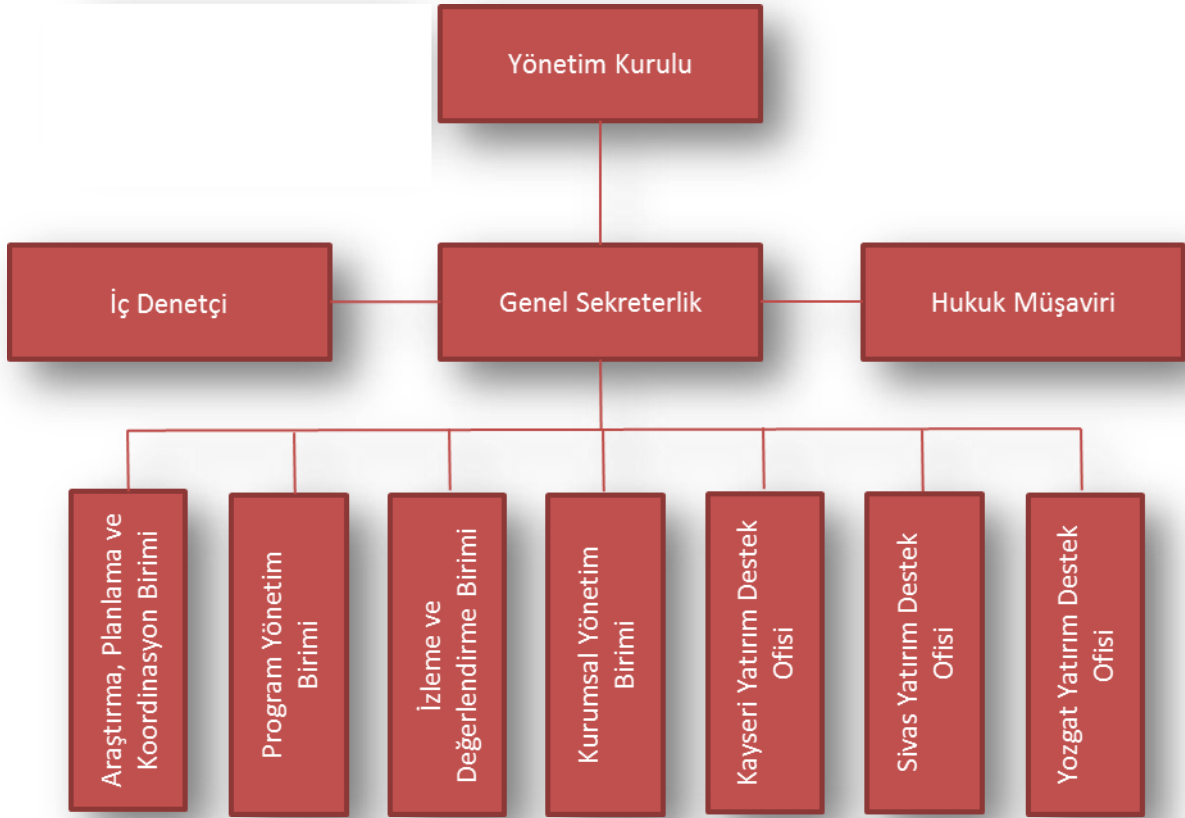 Yönetim Kurulu
İç Denetçi
Genel Sekreterlik
Hukuk Müşaviri
Araştırma, Planlama ve
Koordinasyon Birimi
Program Yönetim
Birimi
İzleme ve
Değerlendirme Birimi
Kurumsal Yönetim
Birimi
Kayseri Yatırım Destek
Ofisi
Sivas Yatırım Destek
Ofisi
Yozgat Yatırım Destek
Ofisi